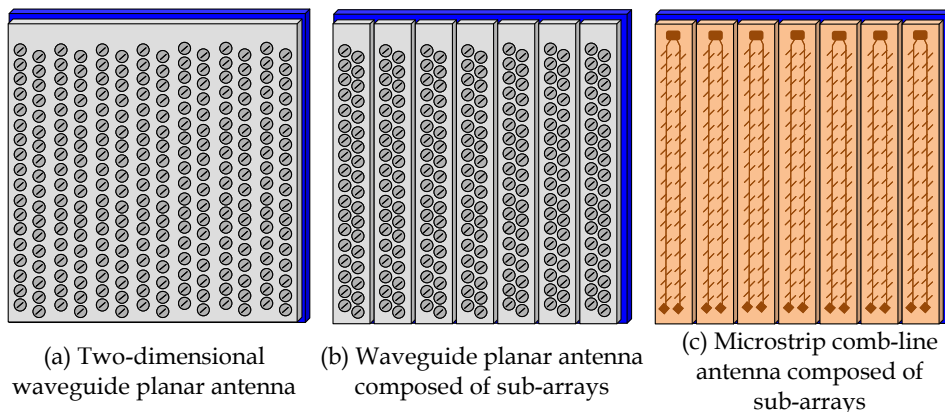 (a) Two-dimensional
waveguide planar antenna
(b) Waveguide planar antenna
composed of sub-arrays
(c) Microstrip comb-line
antenna composed of
sub-arrays